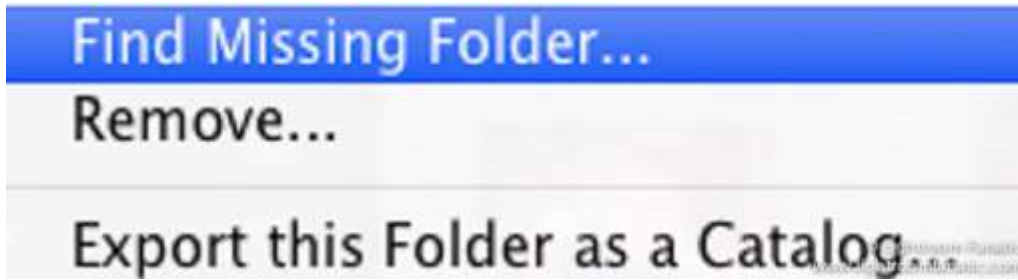 Find Missing Folder...
Remove...
Export this Folder as a Catalog...